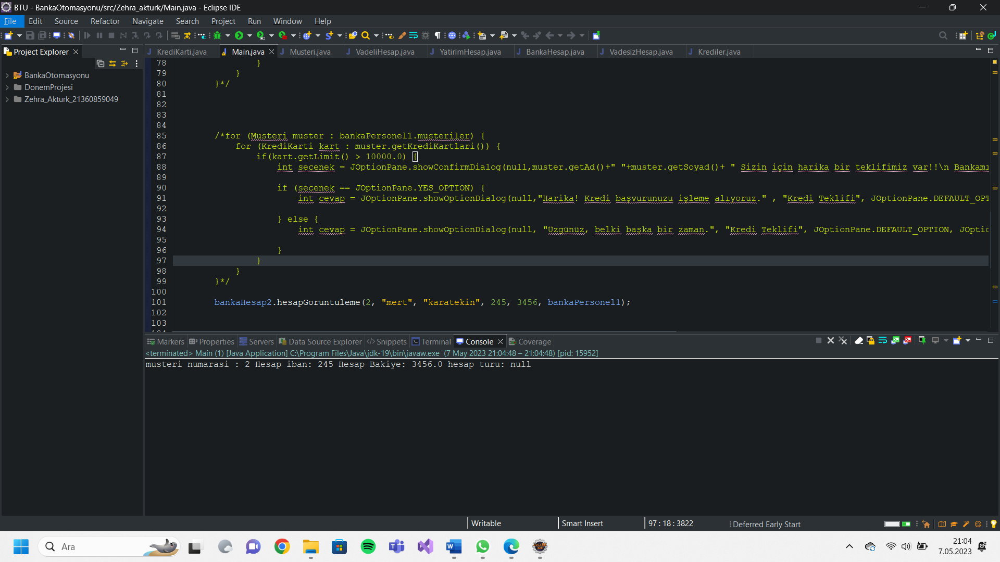 BTU - BankaOtomasyonu/src/Zehra_akturk/Main.java - Eclipse IDE
File Edit Source Refactor Navigate Search Project Run Window Help
Project Explorer
KrediKarti.java Main.java Musteri.java VadeliHesap.java YatirimHesap.java BankaHesap.java VadesizHesap.java Krediler.java
BankaOtomasyonu
DonemProjesi
Zehra_Akturk_21360859049
78 }
79 }
80 }*/
81
82
83
84
85 /*for (Musteri muster : bankaPersonel1.musteriler) {
86 for (KrediKarti kart : muster.getKrediKartlari()) {
87 if(kart.getLimit() > 10000.0) {
88 int secenek = JOptionPane.showConfirmDialog(null,muster.getAd()+" "+muster.getSoyad()+ " Sizin için harika bir teklifimiz var!!\n Bankamı
89
90 if (secenek == JOptionPane.YES_OPTION) {
91 int cevap = JOptionPane.showOptionDialog(null,"Harika! Kredi başvurunuzu işleme alıyoruz." , "Kredi Teklifi", JOptionPane.DEFAULT_OPT
92
93 } else {
94 int cevap = JOptionPane.showOptionDialog(null, "Üzgünüz, belki başka bir zaman.", "Kredi Teklifi", JOptionPane.DEFAULT_OPTION, JOptio
95
96 }
97 }
98 }
99 }*/
100
101 bankaHesap2.hesapGoruntuleme(2, "mert", "karatekin", 245, 3456, bankaPersonel1);
102
103
Markers Properties Servers Data Source Explorer Snippets Terminal Console Coverage
<terminated> Main (1) [Java Application] C:\Program Files\Java\jdk-19\bin\javaw.exe (7 May 2023 21:04:48 – 21:04:48) [pid: 15952]
musteri numarasi : 2 Hesap iban: 245 Hesap Bakiye: 3456.0 hesap turu: null
Writable Smart Insert 97 : 18 : 3822 Deferred Early Start
Ara
21:04
7.05.2023